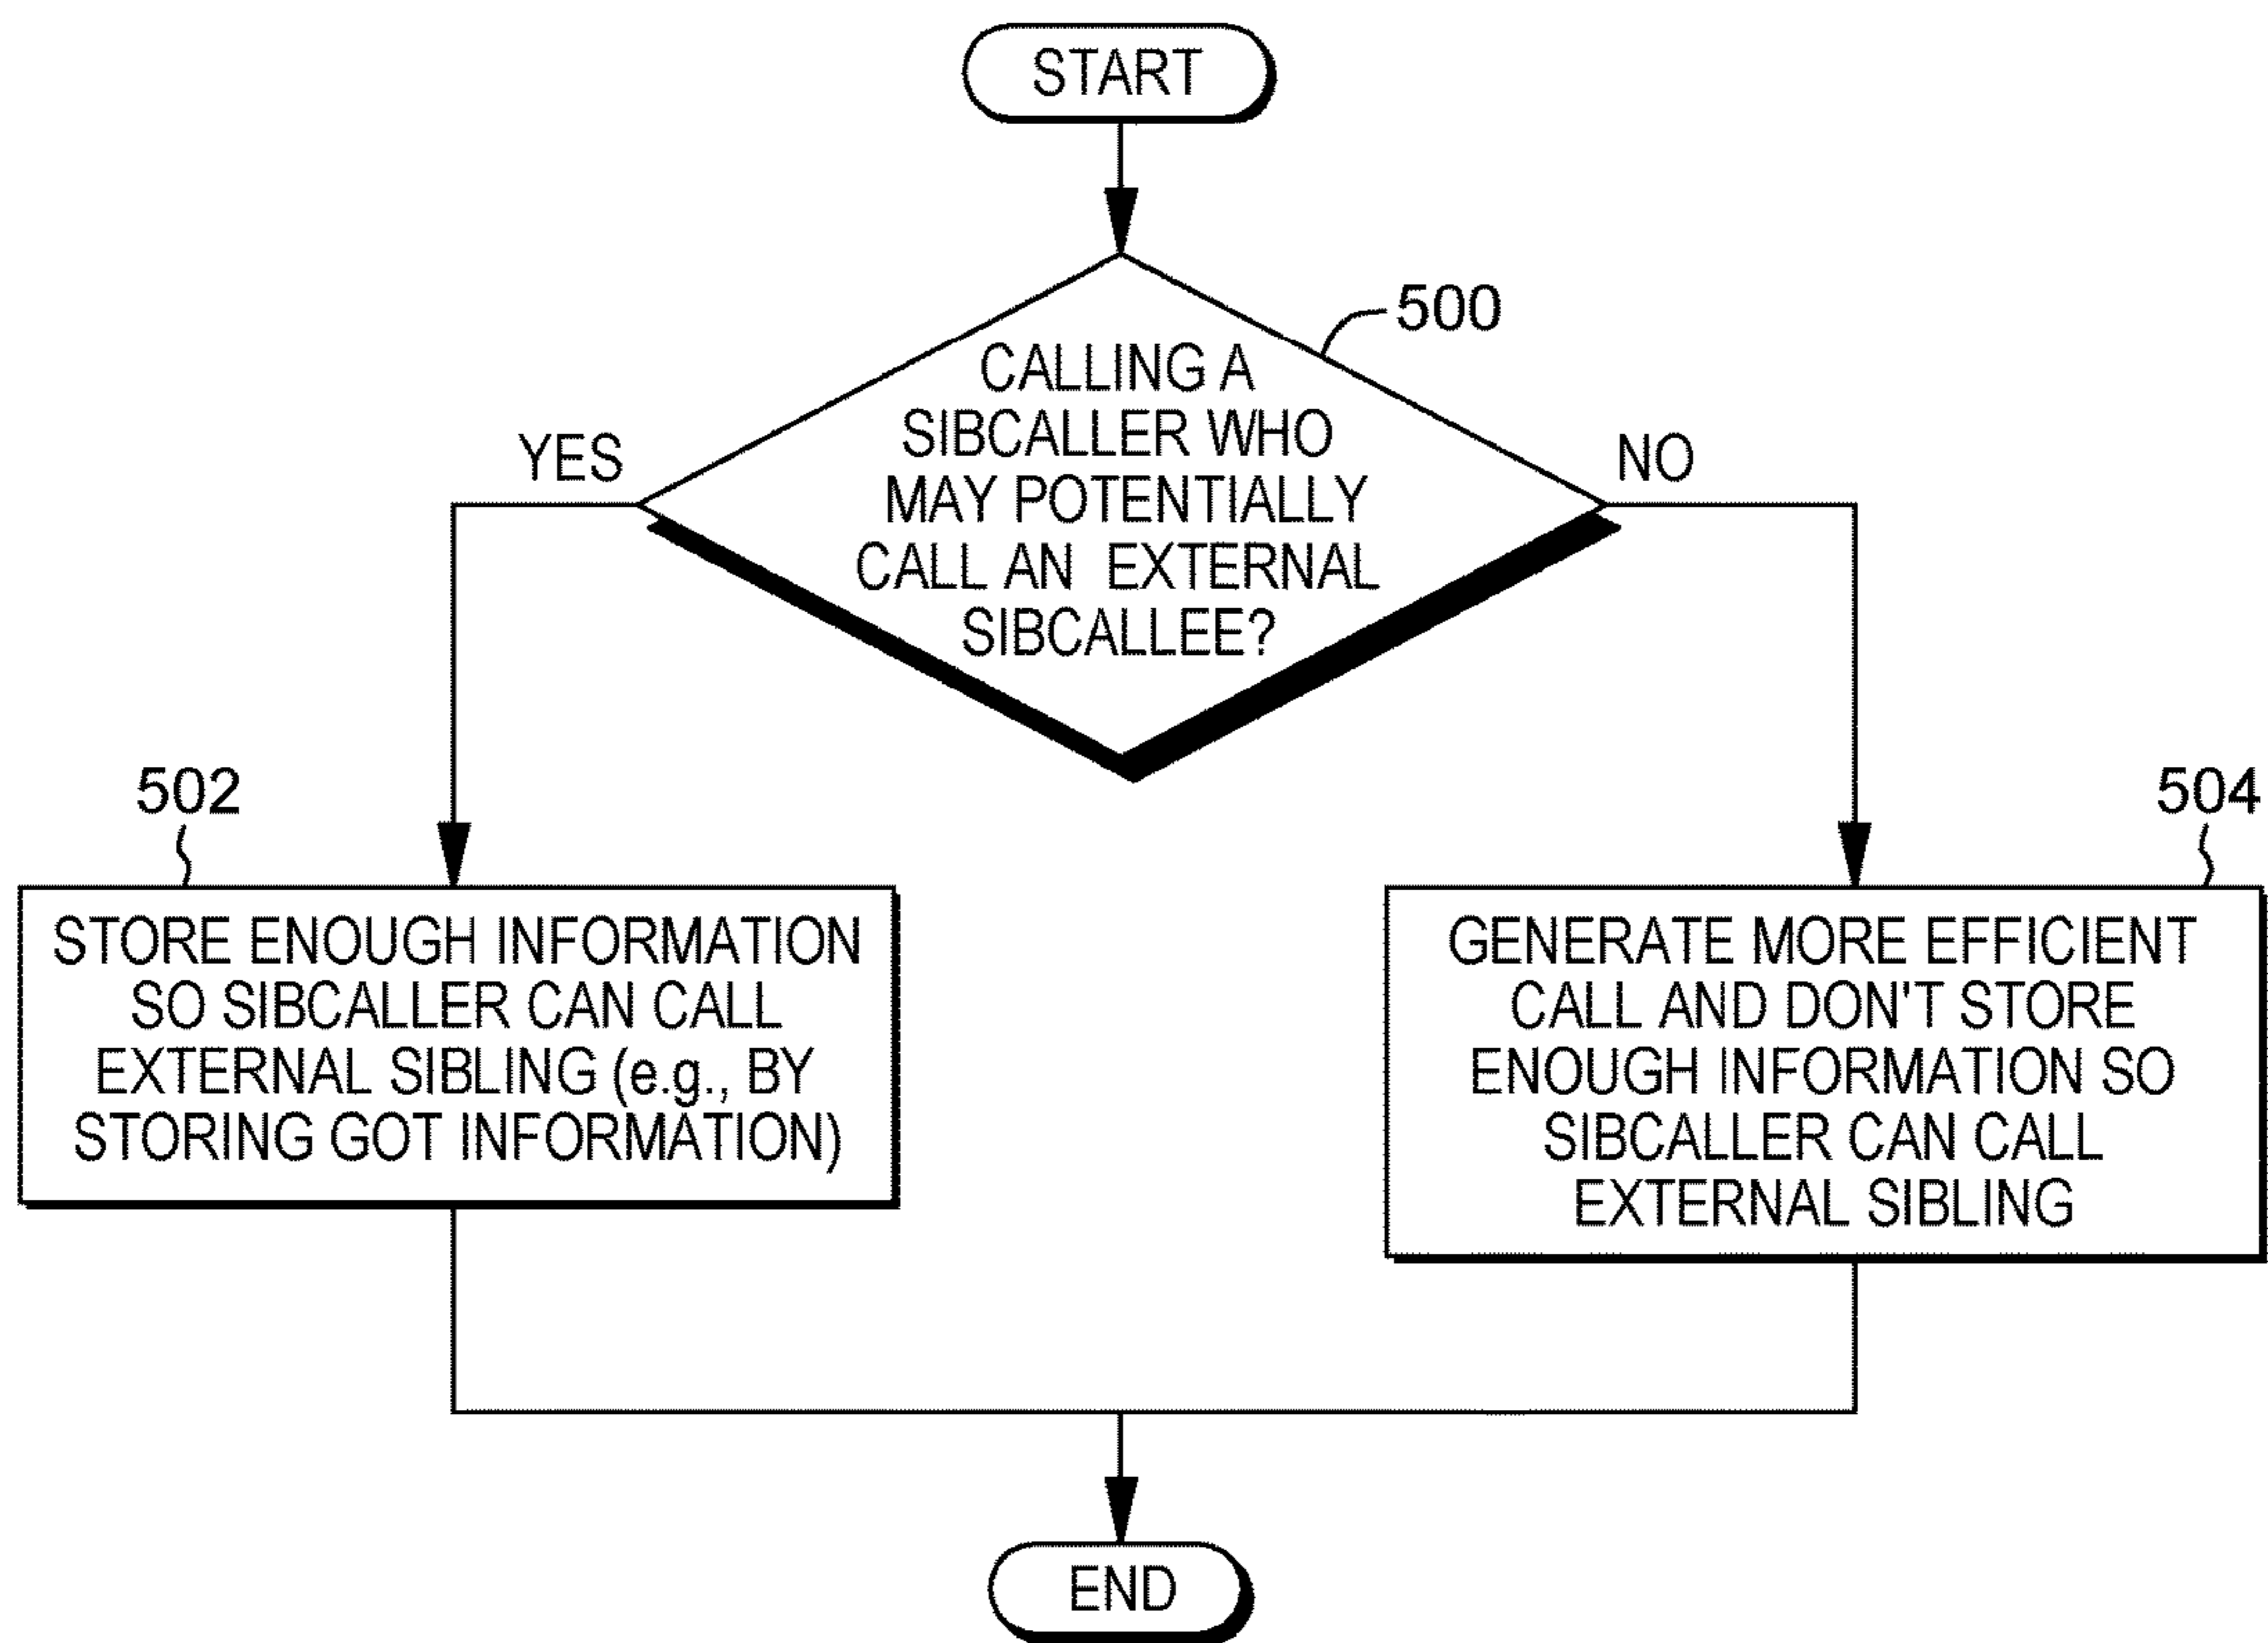 START
500
CALLING A
SIBCALLER WHO
MAY POTENTIALLY
CALL AN EXTERNAL
SIBCALLEE?
YES
NO
502
STORE ENOUGH INFORMATION
SO SIBCALLER CAN CALL
EXTERNAL SIBLING (e.g., BY
STORING GOT INFORMATION)
504
GENERATE MORE EFFICIENT
CALL AND DON'T STORE
ENOUGH INFORMATION SO
SIBCALLER CAN CALL
EXTERNAL SIBLING
END